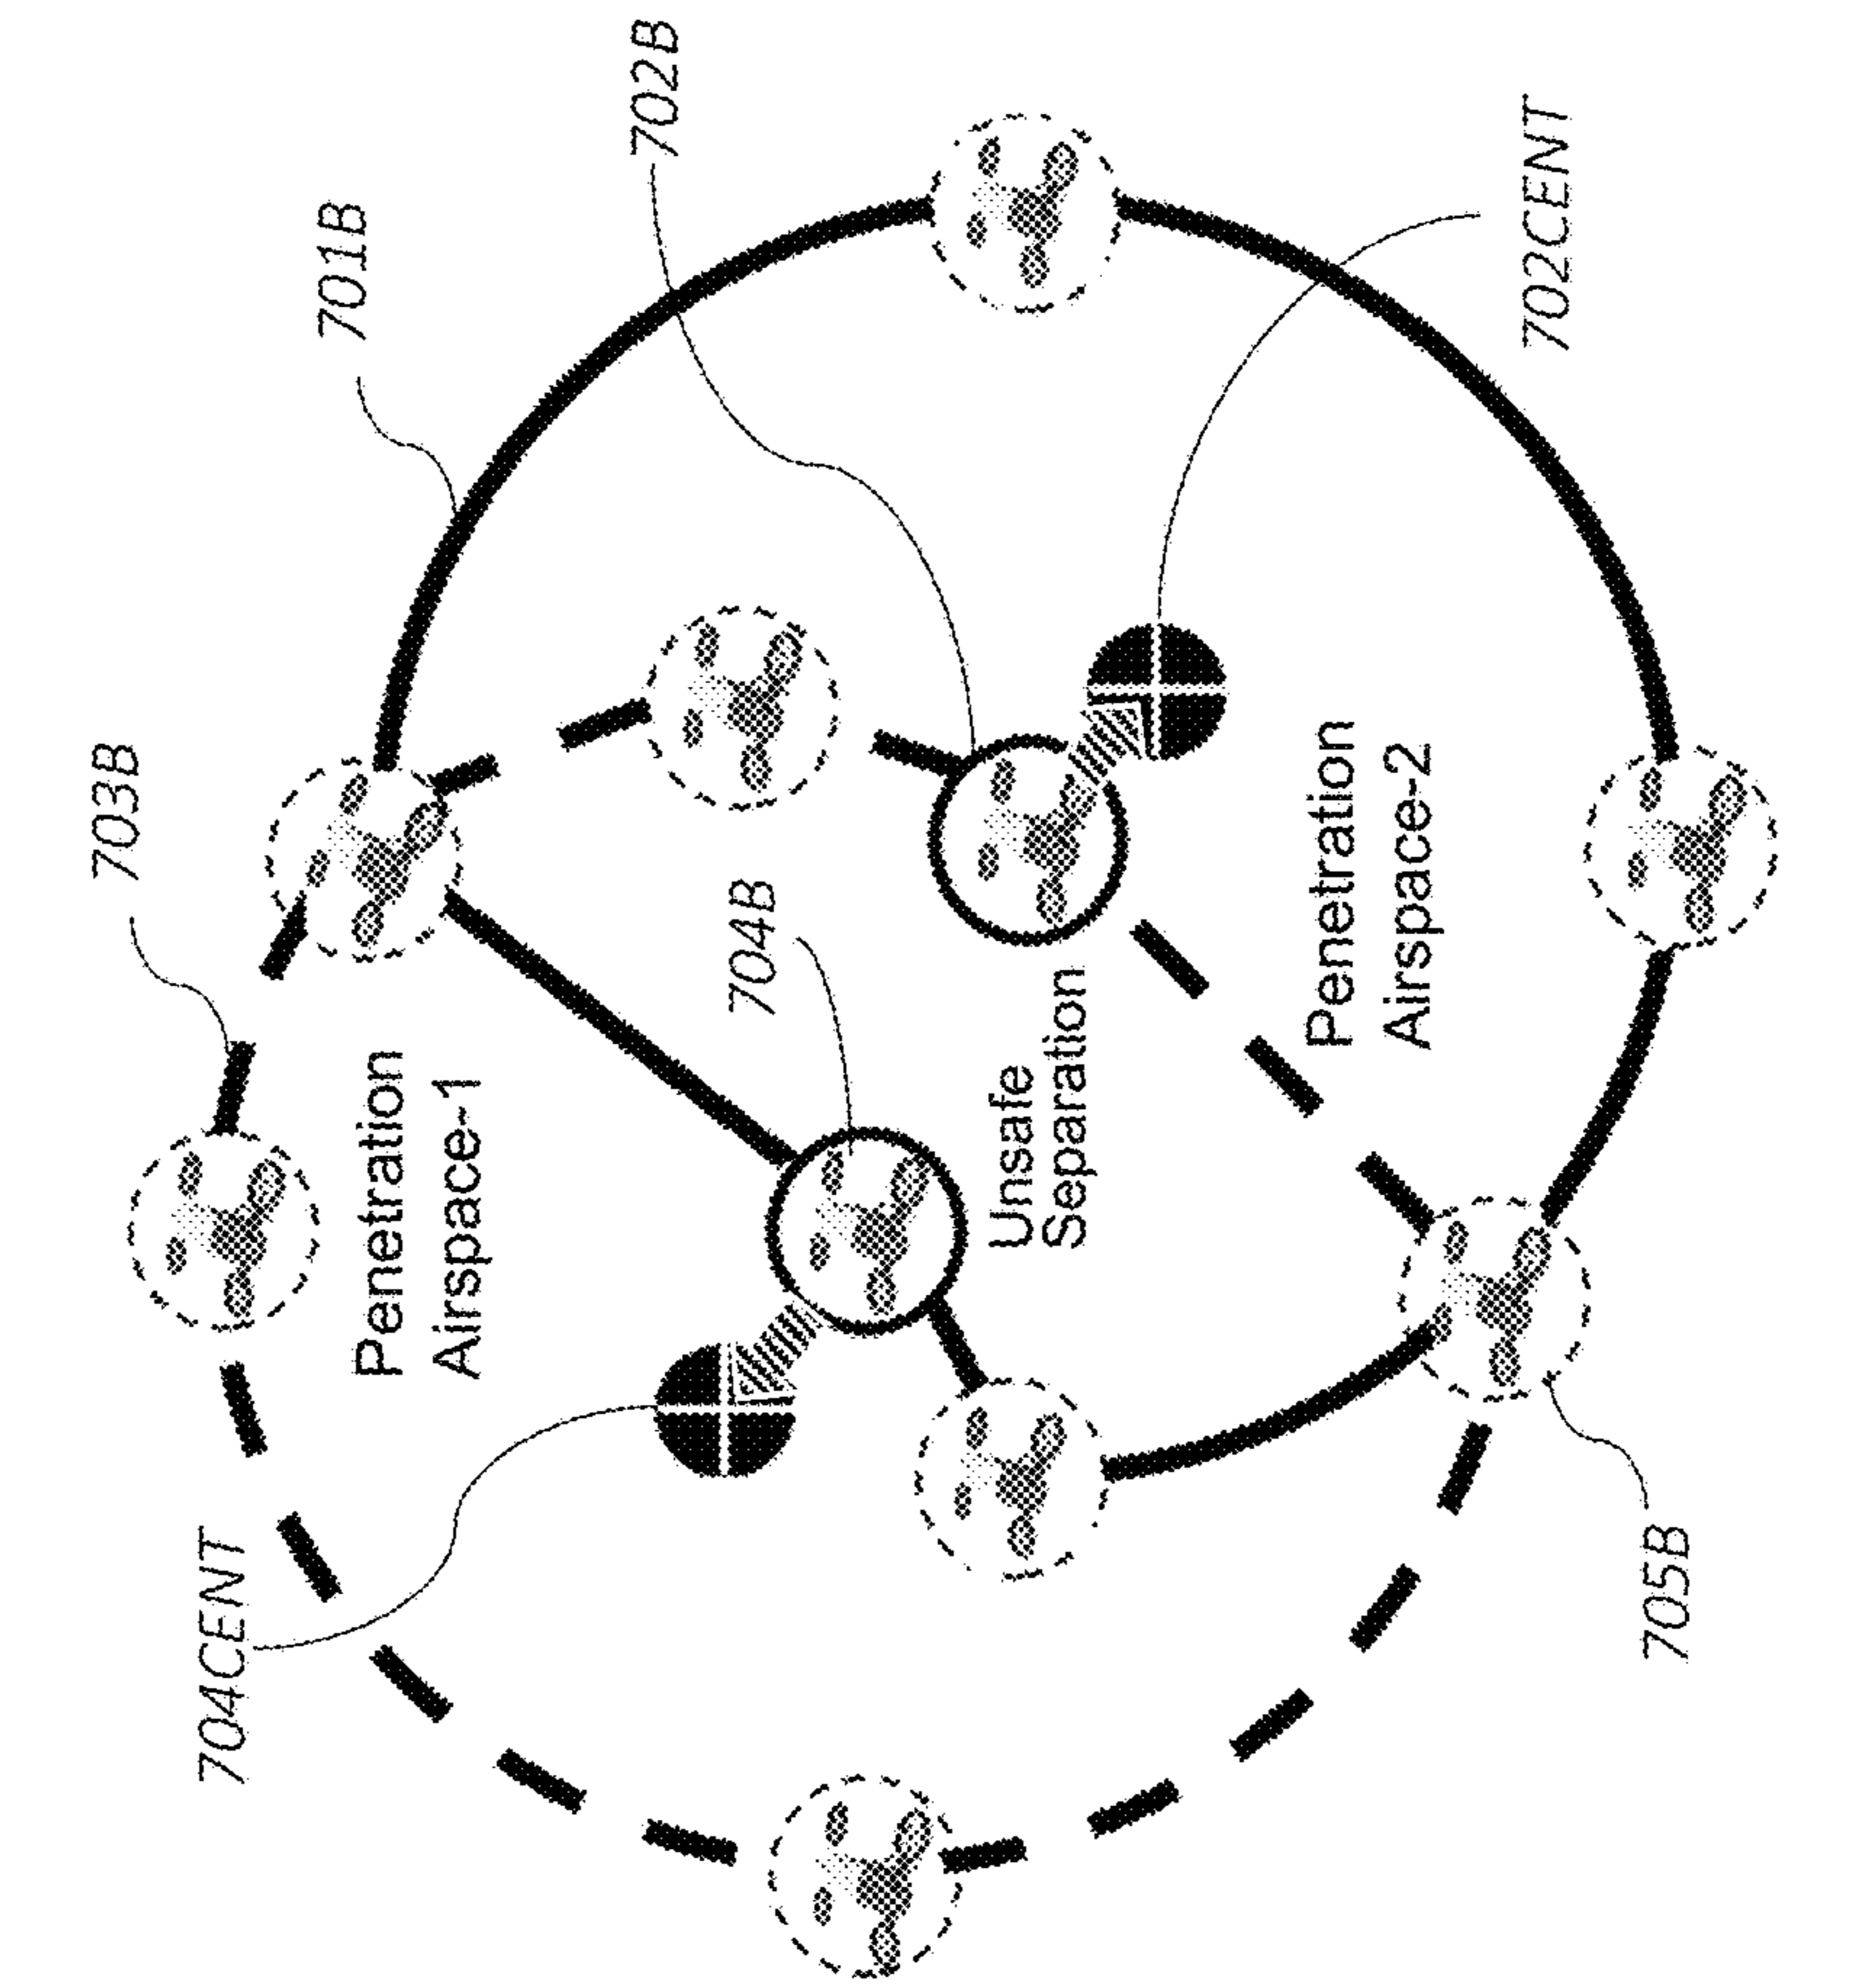 702B
701B
702CENT
703B
704B
Penetration
Airspace-1
Unsafe
Separation
Penetration
Airspace-2
704CENT
705B